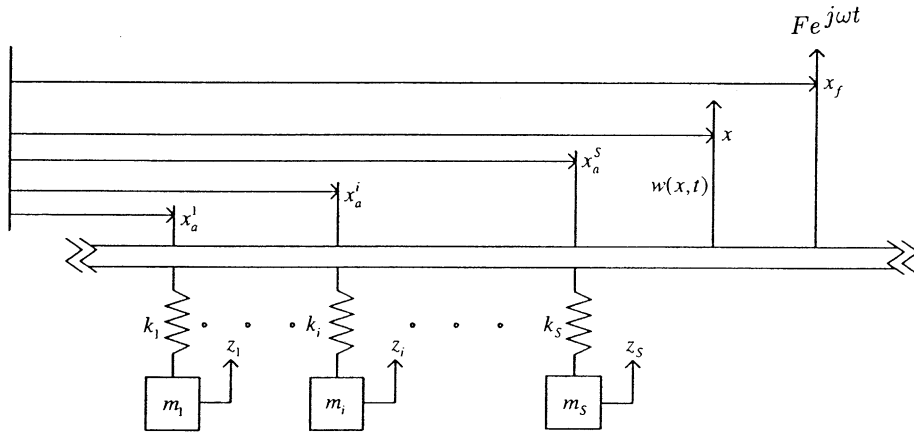 Fe^{jωt}
x_f
x
x_a^S
x_a^i
w(x,t)
x_a^1
k_1
k_i
k_S
z_1
z_i
z_S
m_1
m_i
m_S